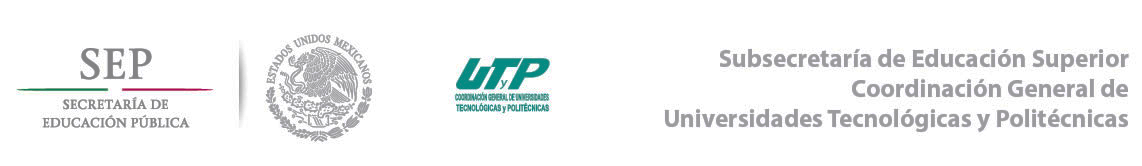 SEP
SECRETARÍA DE
EDUCACIÓN PÚBLICA
ESTADOS UNIDOS MEXICANOS
UTyP
COORDINACIÓN GENERAL DE UNIVERSIDADES
TECNOLÓGICAS y POLITÉCNICAS
Subsecretaría de Educación Superior
Coordinación General de
Universidades Tecnológicas y Politécnicas